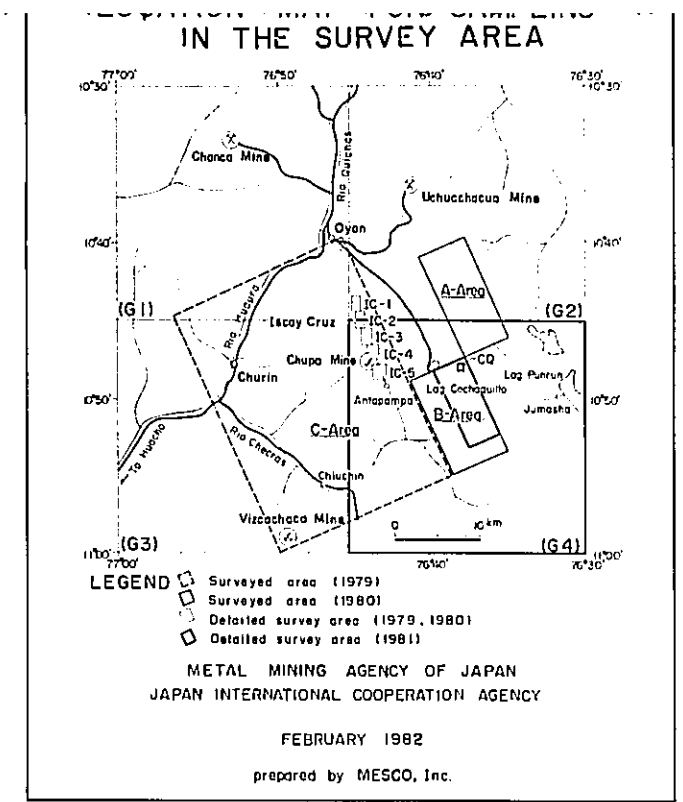 LOCATION MAP FOR SAMPLING
IN THE SURVEY AREA
77°00' 76°50' 76°40' 76°30'
10°30' 10°30'
Chanca Mine
Rio Quichas
Uchucchacua Mine
Oyon
10°40' 10°40'
A-Area
(G1) (G2)
Rio Huaura
IC-1
Iscay Cruz IC-2
IC-3
Chupa Mine IC-4 CQ
IC-5
Churin
Lag Cochaquillo
Lag Punrun
Antapampa
10°50' 10°50'
B-Area
Jumasha
C-Area
Rio Checras
To Huacho
Chiuchin
Vizcachaca Mine
0 10 km
(G3) (G4)
11°00' 11°00'
77°00' 76°40' 76°30'
LEGEND
Surveyed area (1979)
Surveyed area (1980)
Detailed survey area (1979, 1980)
Detailed survey area (1981)
METAL MINING AGENCY OF JAPAN
JAPAN INTERNATIONAL COOPERATION AGENCY
FEBRUARY 1982
prepared by MESCO, Inc.